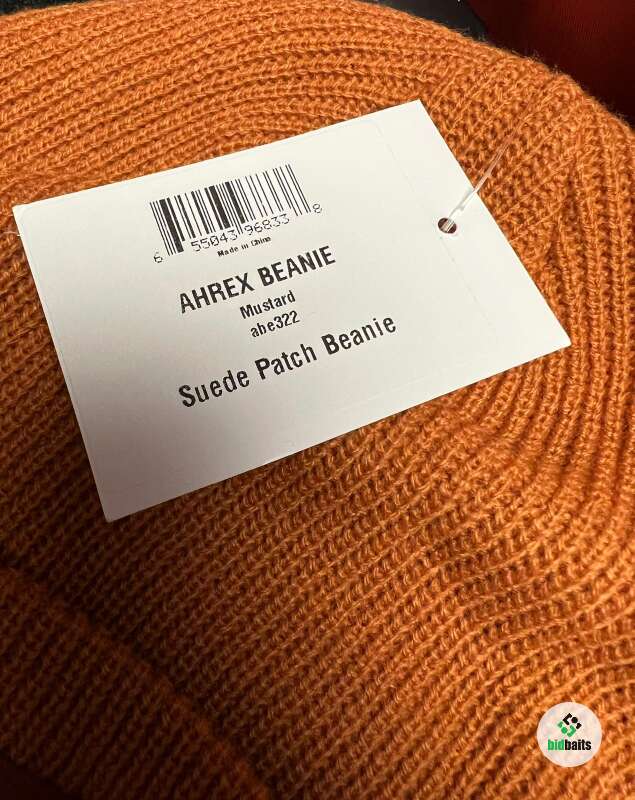 6 55043 96833 8
Made in China
AHREX BEANIE
Mustard
abe322
Suede Patch Beanie
bidbaits